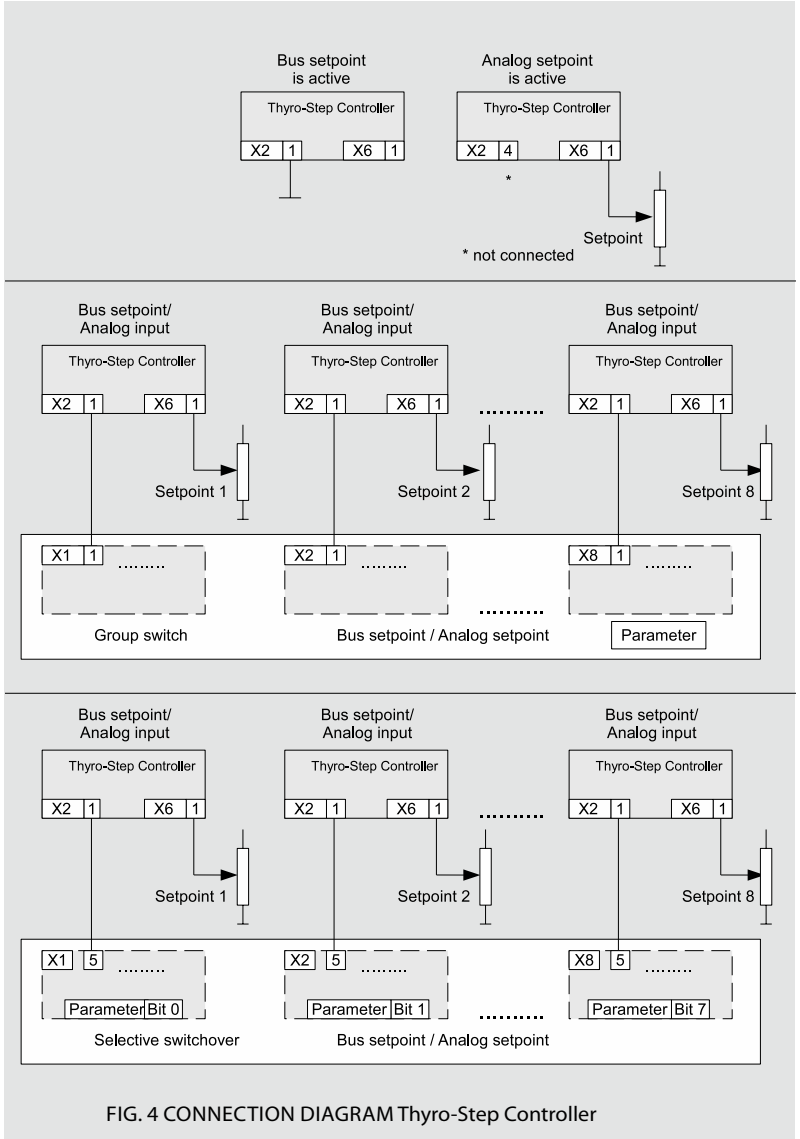 Bus setpoint
is active
Analog setpoint
is active
Thyro-Step Controller
Thyro-Step Controller
X2 1 X6 1
X2 4 X6 1
*
Setpoint
* not connected
Bus setpoint/
Analog input
Bus setpoint/
Analog input
Bus setpoint/
Analog input
Thyro-Step Controller
Thyro-Step Controller
Thyro-Step Controller
X2 1 X6 1
X2 1 X6 1
..........
X2 1 X6 1
Setpoint 1
Setpoint 2
Setpoint 8
X1 1 .........
X2 1 .........
X8 1 .........
..........
Group switch
Bus setpoint / Analog setpoint
Parameter
Bus setpoint/
Analog input
Bus setpoint/
Analog input
Bus setpoint/
Analog input
Thyro-Step Controller
Thyro-Step Controller
Thyro-Step Controller
X2 1 X6 1
X2 1 X6 1
..........
X2 1 X6 1
Setpoint 1
Setpoint 2
Setpoint 8
X1 5 .........
X2 5 .........
X8 5 .........
Parameter Bit 0
Parameter Bit 1
..........
Parameter Bit 7
Selective switchover
Bus setpoint / Analog setpoint
FIG. 4 CONNECTION DIAGRAM Thyro-Step Controller